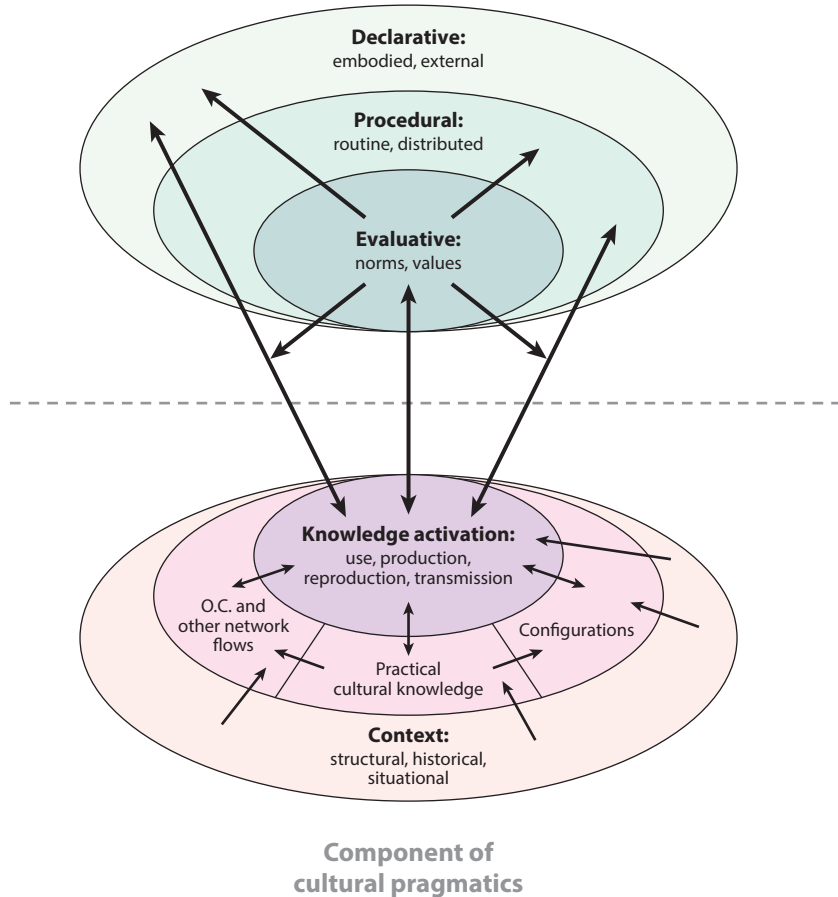 Declarative:
embodied, external
Procedural:
routine, distributed
Evaluative:
norms, values
Knowledge activation:
use, production,
reproduction, transmission
O.C. and
other network
flows
Configurations
Practical
cultural knowledge
Context:
structural, historical,
situational
Component of
cultural pragmatics